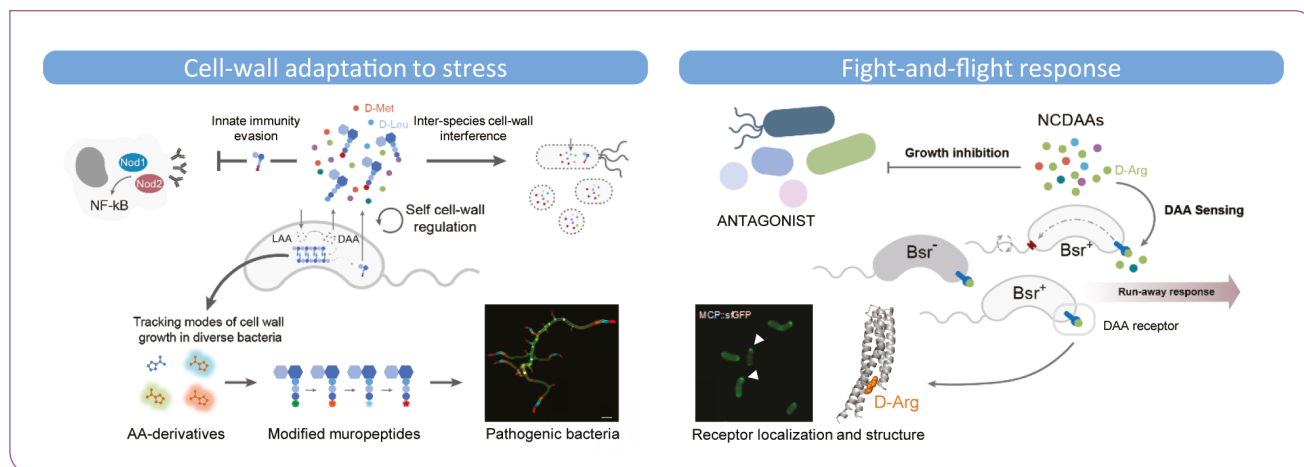 Cell-wall adaptation to stress
Innate immunity
evasion
D-Met
D-Leu
Inter-species cell-wall
interference
Nod1
Nod2
NF-kB
Self cell-wall
regulation
LAA
DAA
Tracking modes of cell wall
growth in diverse bacteria
AA-derivatives
Modified muropeptides
Pathogenic bacteria
Fight-and-flight response
NCDAAs
Growth inhibition
D-Arg
ANTAGONIST
DAA Sensing
Bsr+
Bsr-
Bsr+
Run-away response
DAA receptor
MCP::sfGFP
D-Arg
Receptor localization and structure